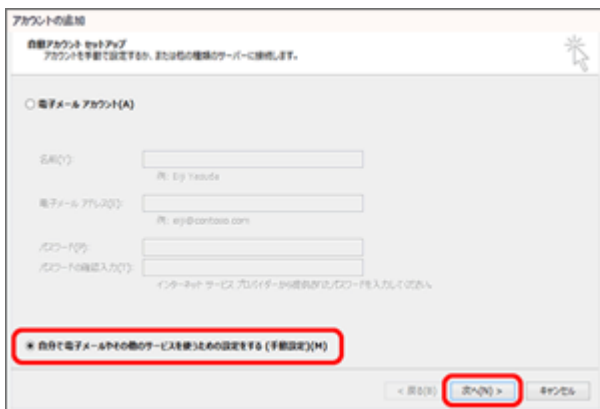 アカウントの追加
自動アカウント セットアップ
アカウントを手動で設定するか、または他の種類のサーバーに接続します。
電子メール アカウント(A)
名前(Y):
例: Eiji Yasuda
電子メール アドレス(E):
例: eiji@contoso.com
パスワード(P):
パスワードの確認入力(T):
インターネット サービス プロバイダーから提供されたパスワードを入力してください。
自分で電子メールやその他のサービスを使うための設定をする (手動設定)(M)
< 戻る(B) 次へ(N) > キャンセル